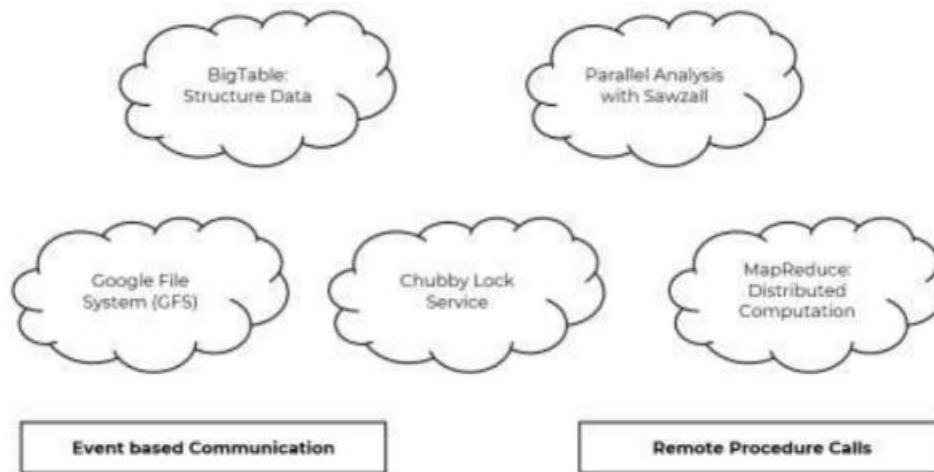 BigTable:
Structure Data
Parallel Analysis
with Sawzall
Google File
System (GFS)
Chubby Lock
Service
MapReduce:
Distributed
Computation
Event based Communication
Remote Procedure Calls